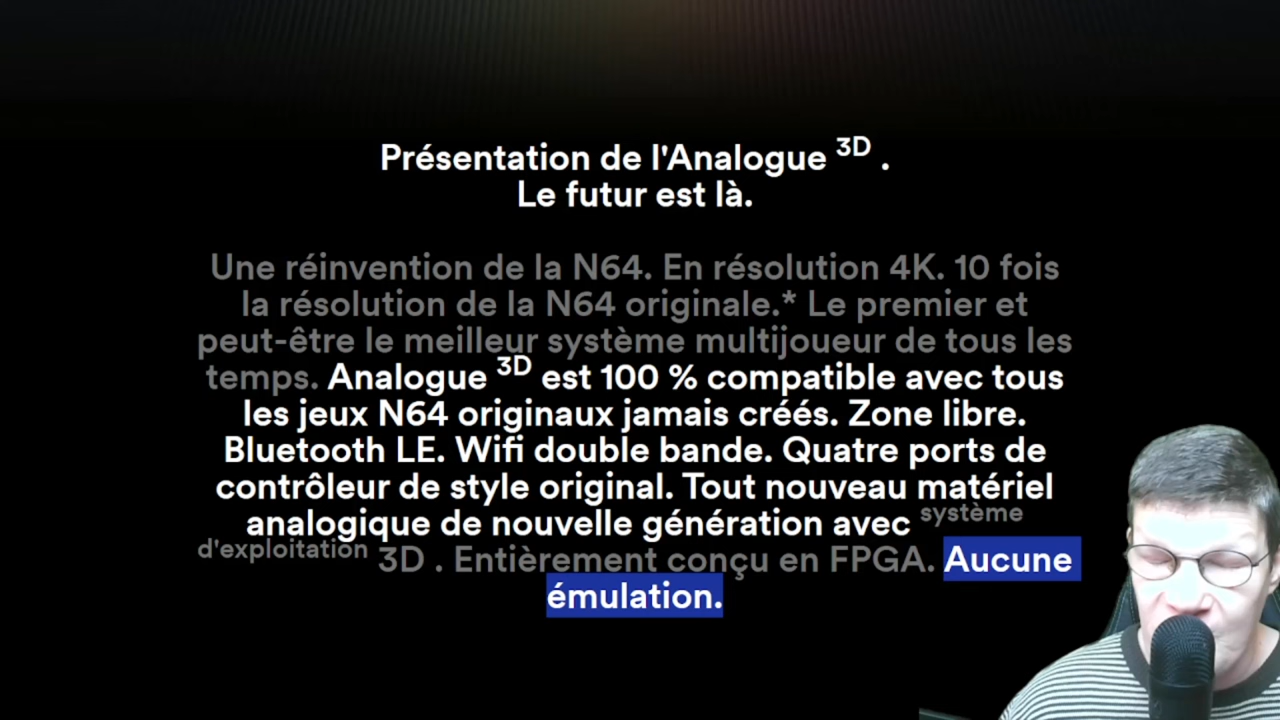 Présentation de l'Analogue 3D .
Le futur est là.
Une réinvention de la N64. En résolution 4K. 10 fois
la résolution de la N64 originale.* Le premier et
peut-être le meilleur système multijoueur de tous les
temps. Analogue 3D est 100 % compatible avec tous
les jeux N64 originaux jamais créés. Zone libre.
Bluetooth LE. Wifi double bande. Quatre ports de
contrôleur de style original. Tout nouveau matériel
analogique de nouvelle génération avec système
d'exploitation 3D . Entièrement conçu en FPGA. Aucune
émulation.